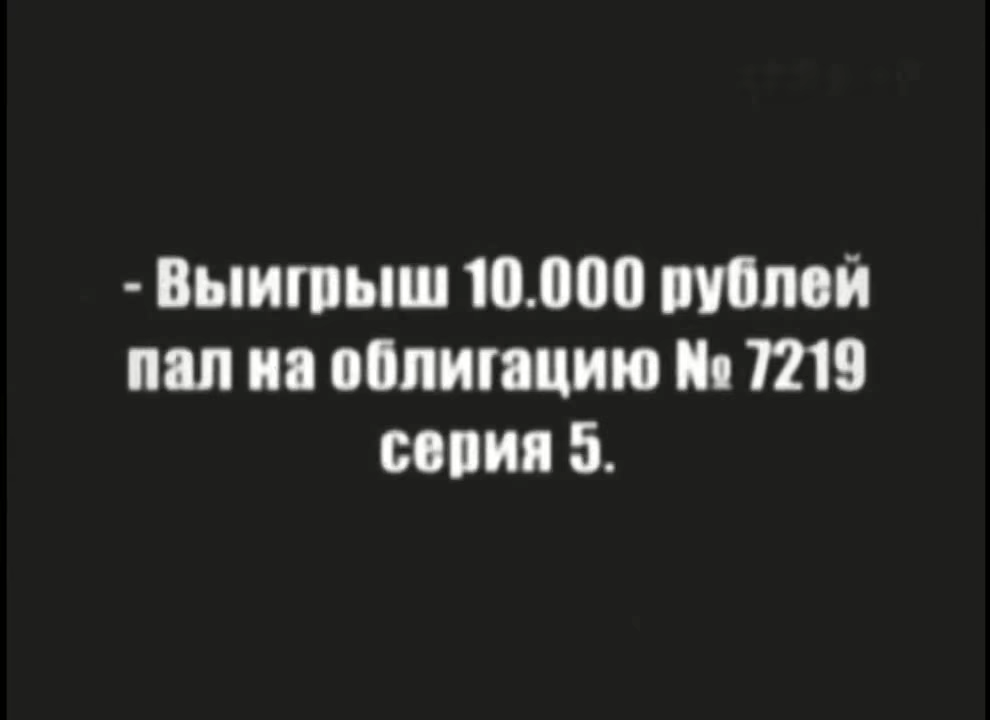 - Выигрыш 10.000 рублей
пал на облигацию № 7219
серия 5.